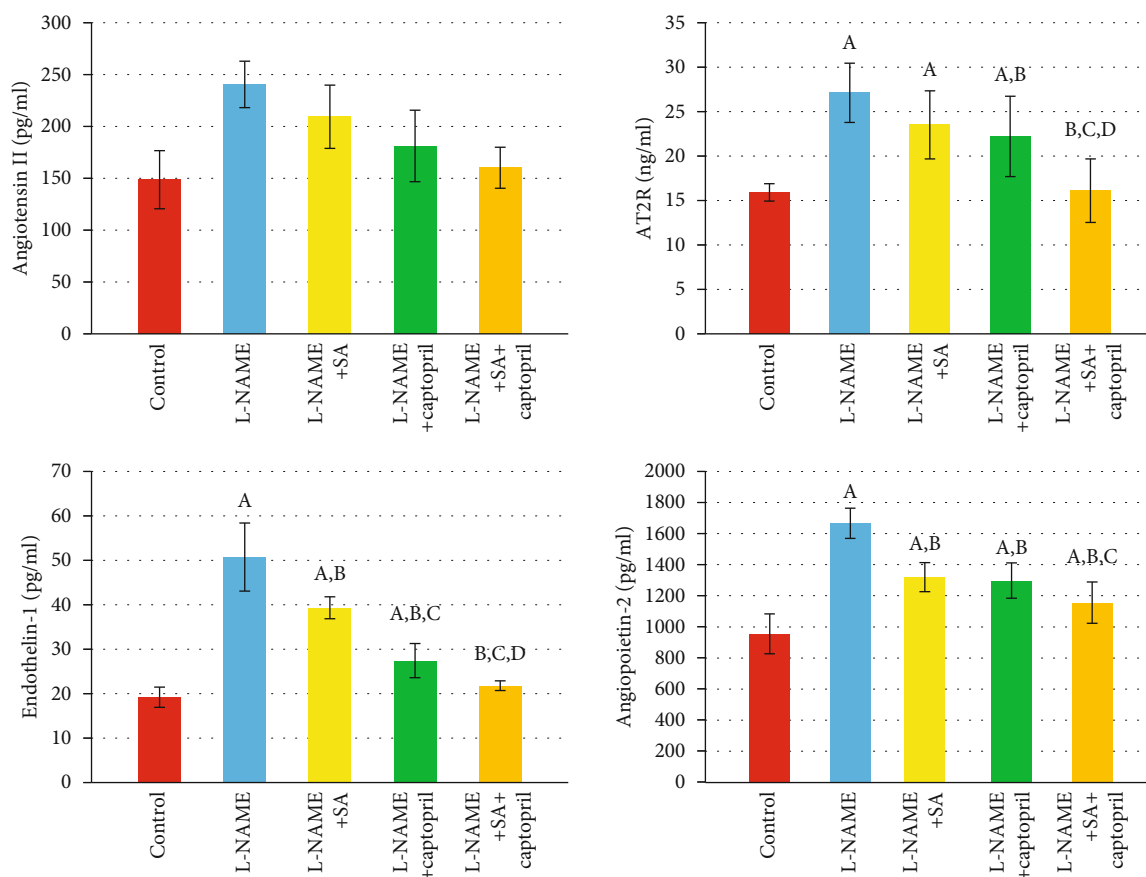 Angiotensin II (pg/ml)
300
250
200
150
100
50
0
Control
L-NAME
L-NAME
+SA
L-NAME
+captopril
L-NAME
+SA+
captopril
AT2R (ng/ml)
35
30
25
20
15
10
5
0
A
A
A,B
B,C,D
Control
L-NAME
L-NAME
+SA
L-NAME
+captopril
L-NAME
+SA+
captopril
Endothelin-1 (pg/ml)
70
60
50
40
30
20
10
0
A
A,B
A,B,C
B,C,D
Control
L-NAME
L-NAME
+SA
L-NAME
+captopril
L-NAME
+SA+
captopril
Angiopoietin-2 (pg/ml)
2000
1800
1600
1400
1200
1000
800
600
400
200
0
A
A,B
A,B
A,B,C
Control
L-NAME
L-NAME
+SA
L-NAME
+captopril
L-NAME
+SA+
captopril